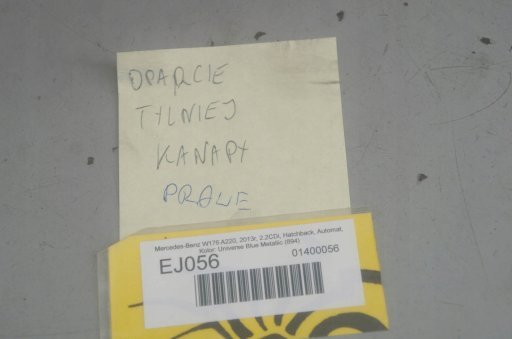 OPARCIE
TYLNIEJ
KANAPY
PRAWE
Mercedes-Benz W176 A220, 2013r, 2.2CDi, Hatchback, Automat,
Kolor: Universe Blue Metallic (894)
EJ056
01400056